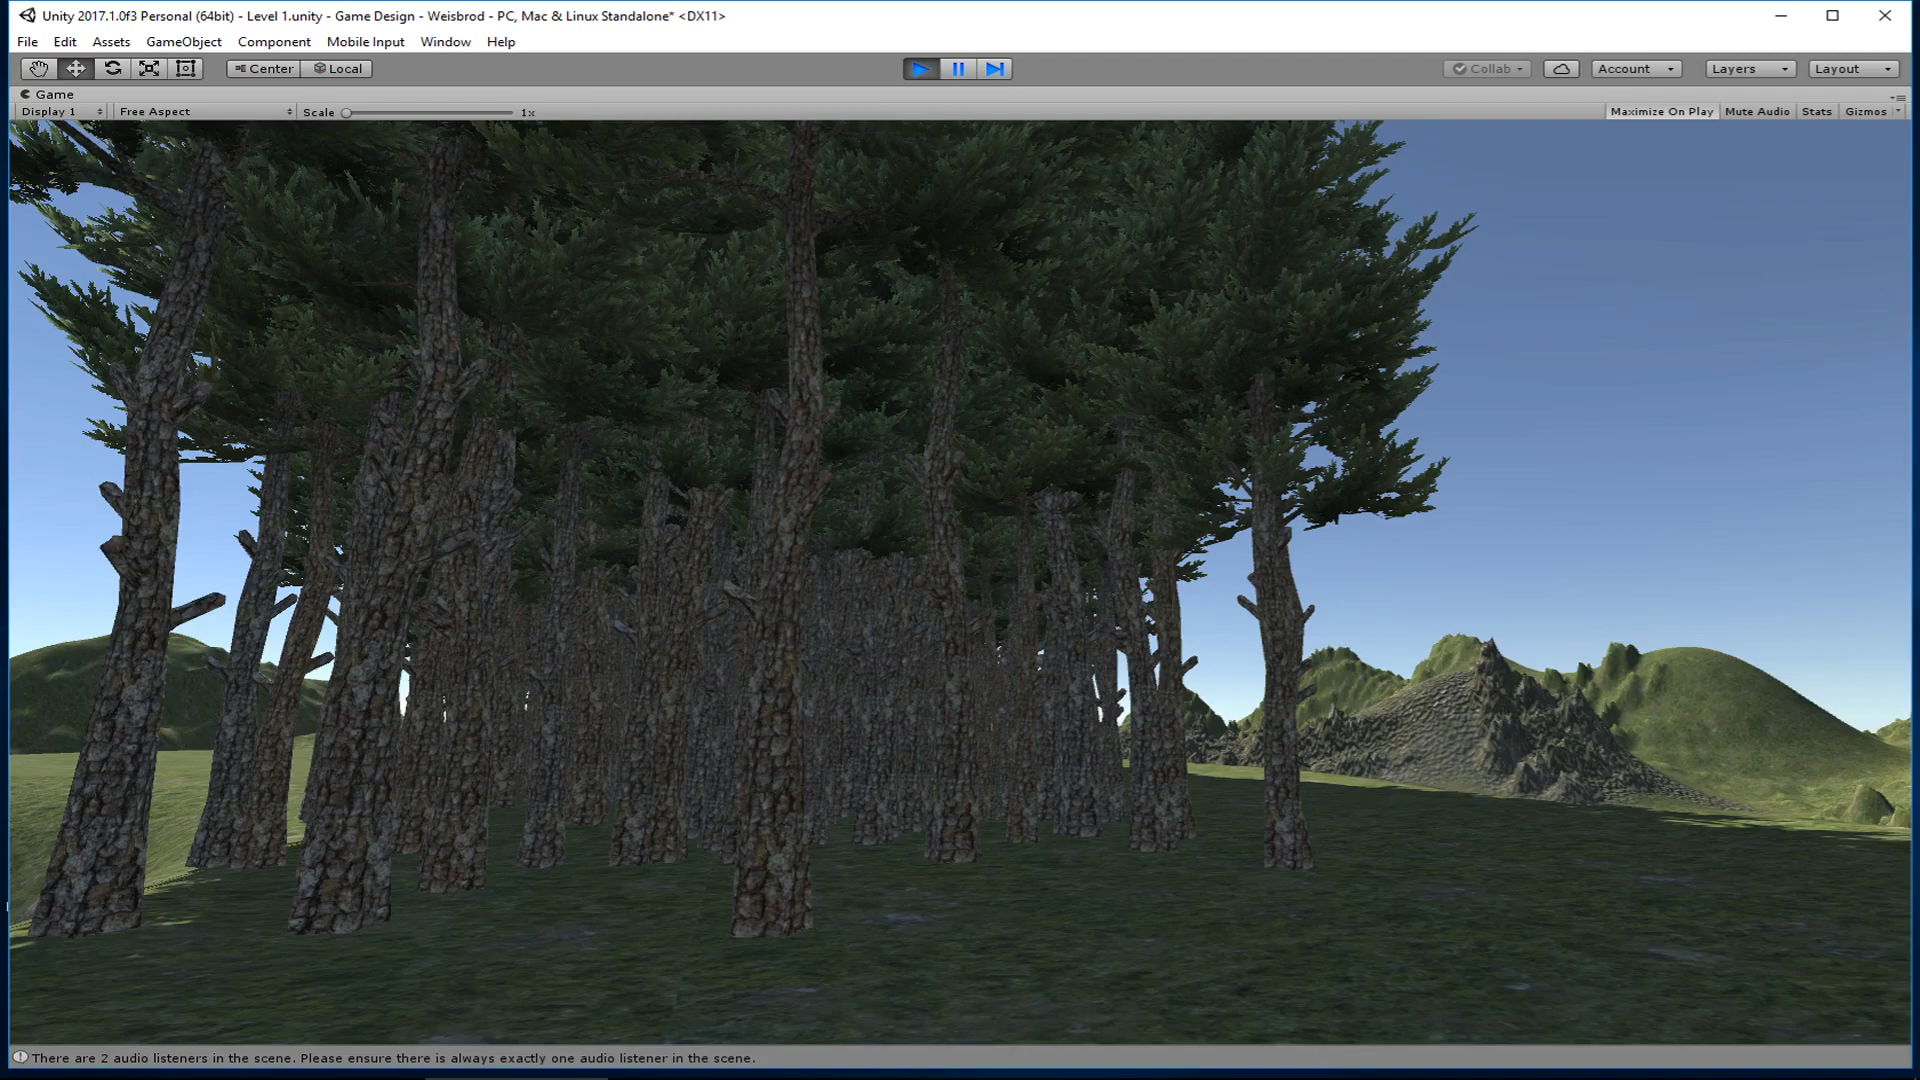 Unity 2017.1.0f3 Personal (64bit) - Level 1.unity - Game Design - Weisbrod - PC, Mac & Linux Standalone* <DX11>
File Edit Assets GameObject Component Mobile Input Window Help
Center Local Collab Account Layers Layout
Game
Display 1 Free Aspect Scale 1x Maximize On Play Mute Audio Stats Gizmos
There are 2 audio listeners in the scene. Please ensure there is always exactly one audio listener in the scene.